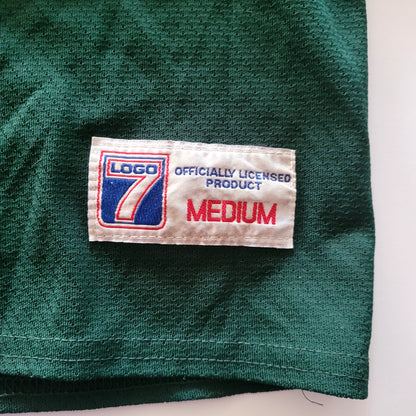 LOGO
7
OFFICIALLY LICENSED
PRODUCT
MEDIUM